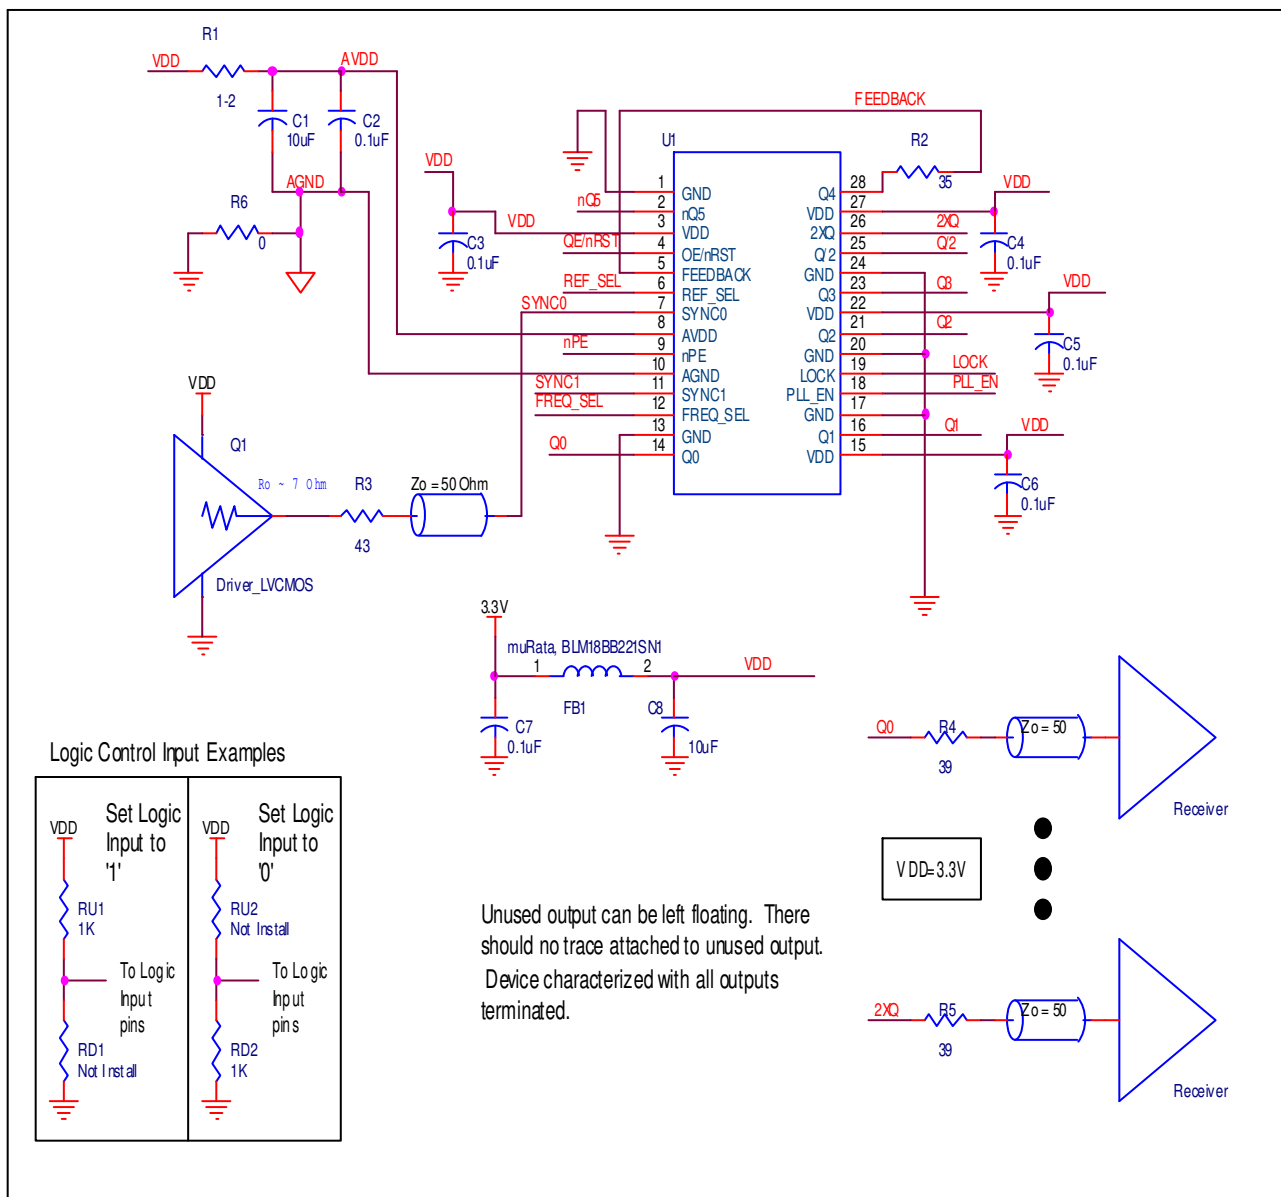 R1
VDD
AVDD
1-2
C1
10uF
C2
0.1uF
AGND
R6
0
VDD
VDD
C3
0.1uF
FEEDBACK
U1
R2
35
1 GND
nQ5 2 nQ5
3 VDD
OE/nRST 4 OE/nRST
5 FEEDBACK
REF_SEL 6 REF_SEL
SYNC0 7 SYNC0
8 AVDD
nPE 9 nPE
10 AGND
SYNC1 11 SYNC1
FREQ_SEL 12 FREQ_SEL
13 GND
Q0 14 Q0
Q4 28
VDD 27 VDD
2XQ 26 2XQ
Q/2 25 Q/2
GND 24
Q3 23 Q3
VDD 22 VDD
Q2 21 Q2
GND 20
LOCK 19 LOCK
PLL_EN 18 PLL_EN
GND 17
Q1 16 Q1
VDD 15 VDD
C4
0.1uF
C5
0.1uF
C6
0.1uF
VDD
Q1
Ro ~ 7 Ohm
R3
43
Zo = 50 Ohm
Driver_LVCMOS
3.3V
muRata, BLM18BB221SN1
1 2
VDD
FB1
C7
0.1uF
C8
10uF
Q0
R4
39
Zo = 50
Receiver
VDD=3.3V
2XQ
R5
39
Zo = 50
Receiver
Logic Control Input Examples
Set Logic
Input to
'1'
VDD
RU1
1K
To Logic
Input
pins
RD1
Not Install
Set Logic
Input to
'0'
VDD
RU2
Not Install
To Logic
Input
pins
RD2
1K
Unused output can be left floating. There
should no trace attached to unused output.
Device characterized with all outputs
terminated.